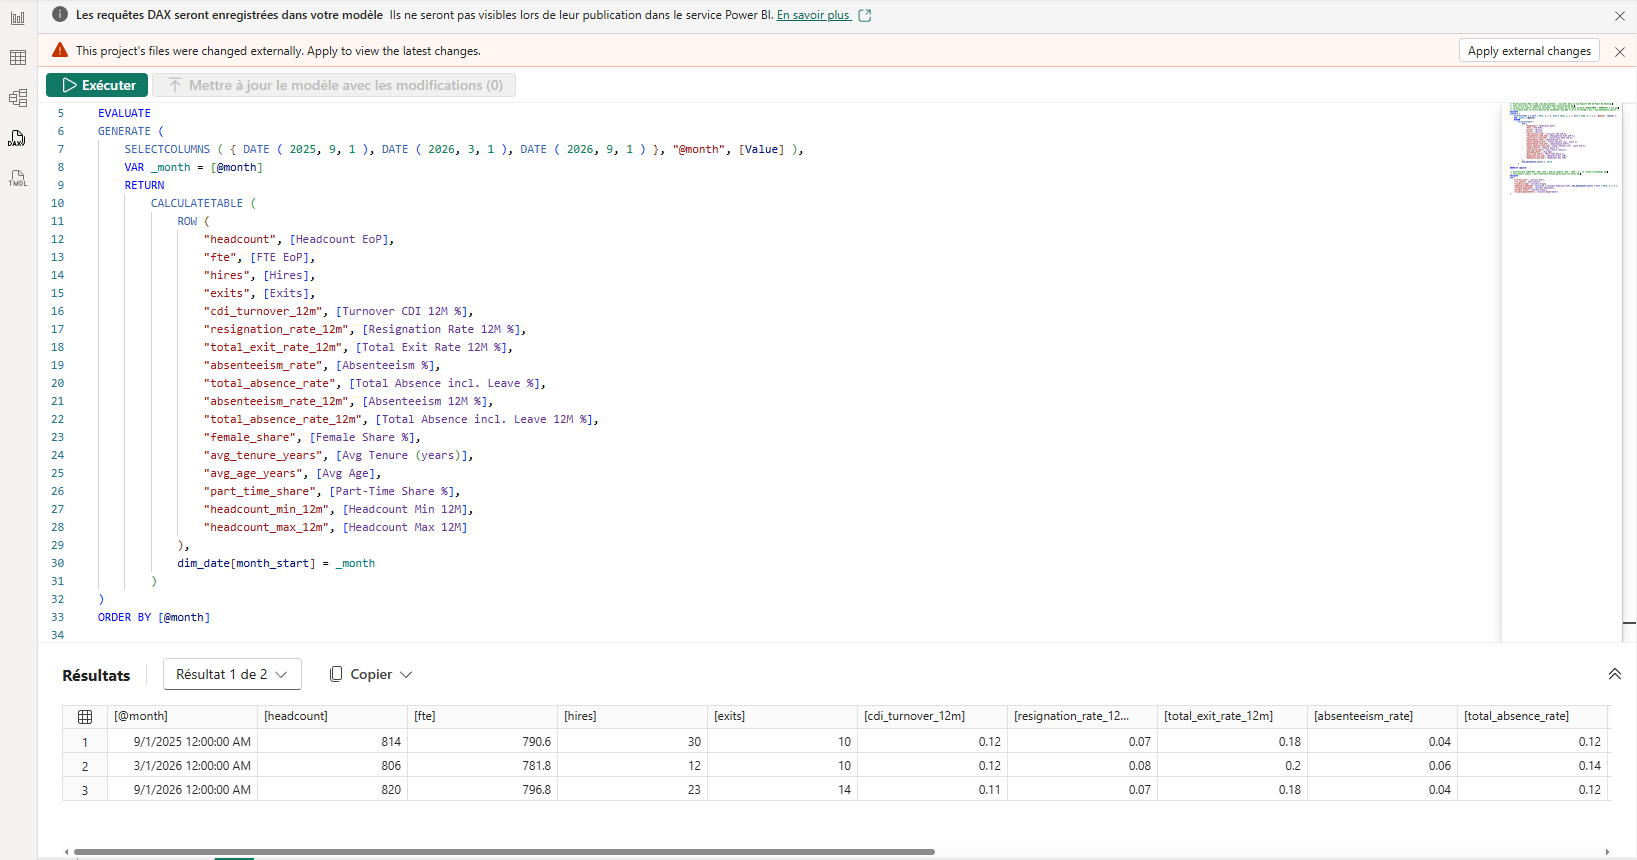 Les requêtes DAX seront enregistrées dans votre modèle Ils ne seront pas visibles lors de leur publication dans le service Power BI. En savoir plus
This project's files were changed externally. Apply to view the latest changes. Apply external changes
Exécuter Mettre à jour le modèle avec les modifications (0)
DAX
TMDL
5 EVALUATE
6 GENERATE (
7 SELECTCOLUMNS ( { DATE ( 2025, 9, 1 ), DATE ( 2026, 3, 1 ), DATE ( 2026, 9, 1 ) }, "@month", [Value] ),
8 VAR _month = [@month]
9 RETURN
10 CALCULATETABLE (
11 ROW (
12 "headcount", [Headcount EoP],
13 "fte", [FTE EoP],
14 "hires", [Hires],
15 "exits", [Exits],
16 "cdi_turnover_12m", [Turnover CDI 12M %],
17 "resignation_rate_12m", [Resignation Rate 12M %],
18 "total_exit_rate_12m", [Total Exit Rate 12M %],
19 "absenteeism_rate", [Absenteeism %],
20 "total_absence_rate", [Total Absence incl. Leave %],
21 "absenteeism_rate_12m", [Absenteeism 12M %],
22 "total_absence_rate_12m", [Total Absence incl. Leave 12M %],
23 "female_share", [Female Share %],
24 "avg_tenure_years", [Avg Tenure (years)],
25 "avg_age_years", [Avg Age],
26 "part_time_share", [Part-Time Share %],
27 "headcount_min_12m", [Headcount Min 12M],
28 "headcount_max_12m", [Headcount Max 12M]
29 ),
30 dim_date[month_start] = _month
31 )
32 )
33 ORDER BY [@month]
34
Résultats Résultat 1 de 2 Copier
[@month] [headcount] [fte] [hires] [exits] [cdi_turnover_12m] [resignation_rate_12... [total_exit_rate_12m] [absenteeism_rate] [total_absence_rate]
1 9/1/2025 12:00:00 AM 814 790.6 30 10 0.12 0.07 0.18 0.04 0.12
2 3/1/2026 12:00:00 AM 806 781.8 12 10 0.12 0.08 0.2 0.06 0.14
3 9/1/2026 12:00:00 AM 820 796.8 23 14 0.11 0.07 0.18 0.04 0.12